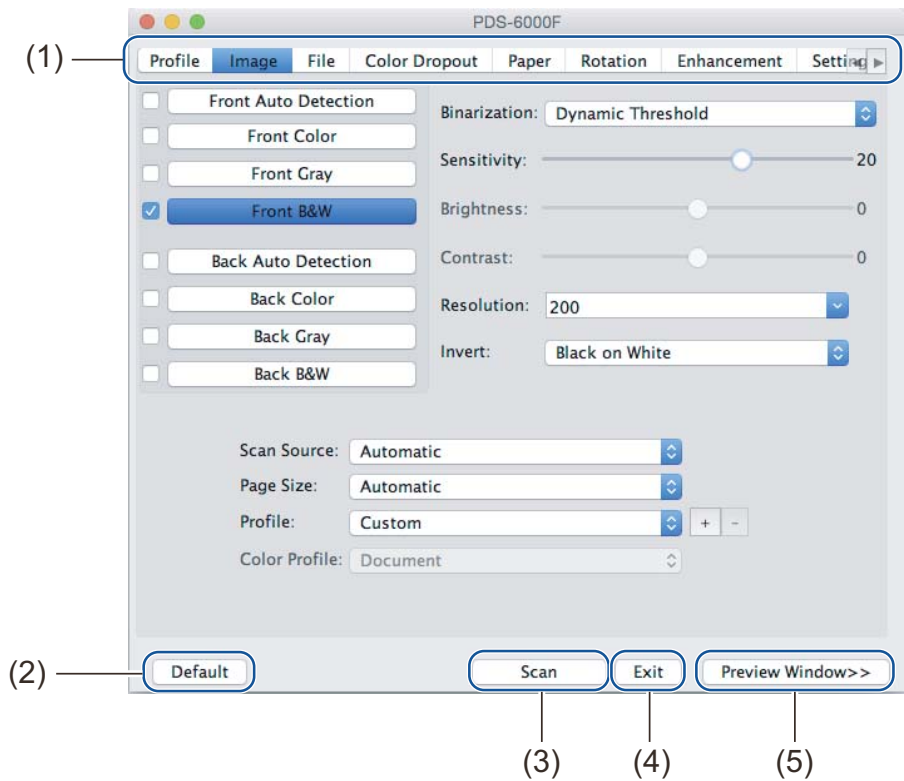 PDS-6000F
(1)
Profile Image File Color Dropout Paper Rotation Enhancement Setting
Front Auto Detection
Front Color
Front Gray
Front B&W
Back Auto Detection
Back Color
Back Gray
Back B&W
Binarization: Dynamic Threshold
Sensitivity: 20
Brightness: 0
Contrast: 0
Resolution: 200
Invert: Black on White
Scan Source: Automatic
Page Size: Automatic
Profile: Custom + -
Color Profile: Document
(2) Default Scan Exit Preview Window>>
(3) (4) (5)